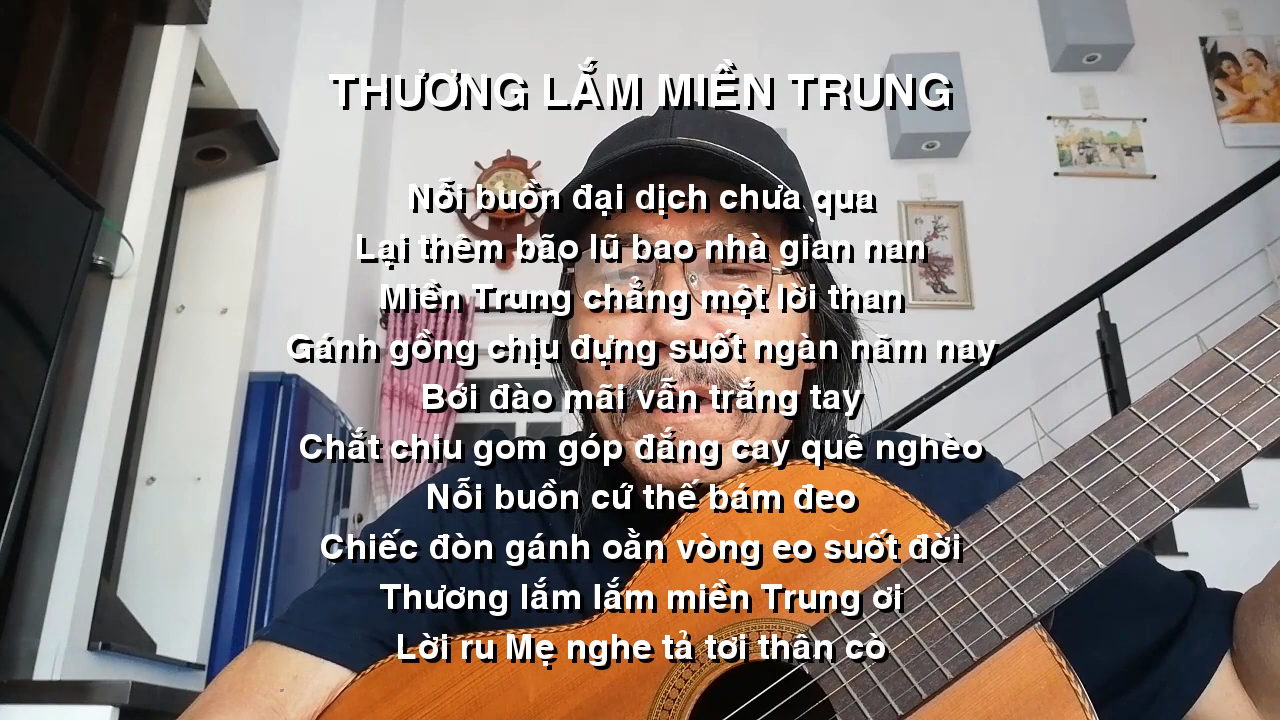 THƯƠNG LẮM MIỀN TRUNG
Nỗi buồn đại dịch chưa qua
Lại thêm bão lũ bao nhà gian nan
Miền Trung chẳng một lời than
Gánh gồng chịu đựng suốt ngàn năm nay
Bới đào mãi vẫn trắng tay
Chắt chiu gom góp đắng cay quê nghèo
Nỗi buồn cứ thế bám đeo
Chiếc đòn gánh oằn vòng eo suốt đời
Thương lắm lắm miền Trung ơi
Lời ru Mẹ nghe tả tơi thân cò